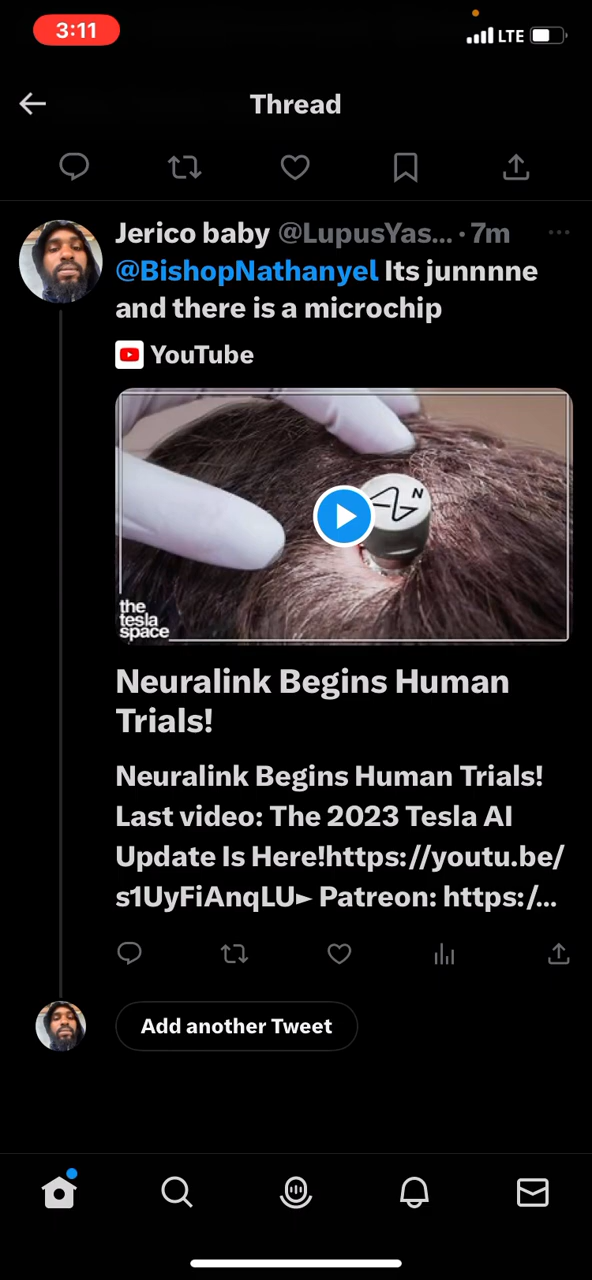 3:11
LTE
Thread
Jerico baby @LupusYas... · 7m
@BishopNathanyel Its junnnne
and there is a microchip
YouTube
N
the
tesla
space
Neuralink Begins Human
Trials!
Neuralink Begins Human Trials!
Last video: The 2023 Tesla AI
Update Is Here!https://youtu.be/
s1UyFiAnqLU► Patreon: https:/...
Add another Tweet